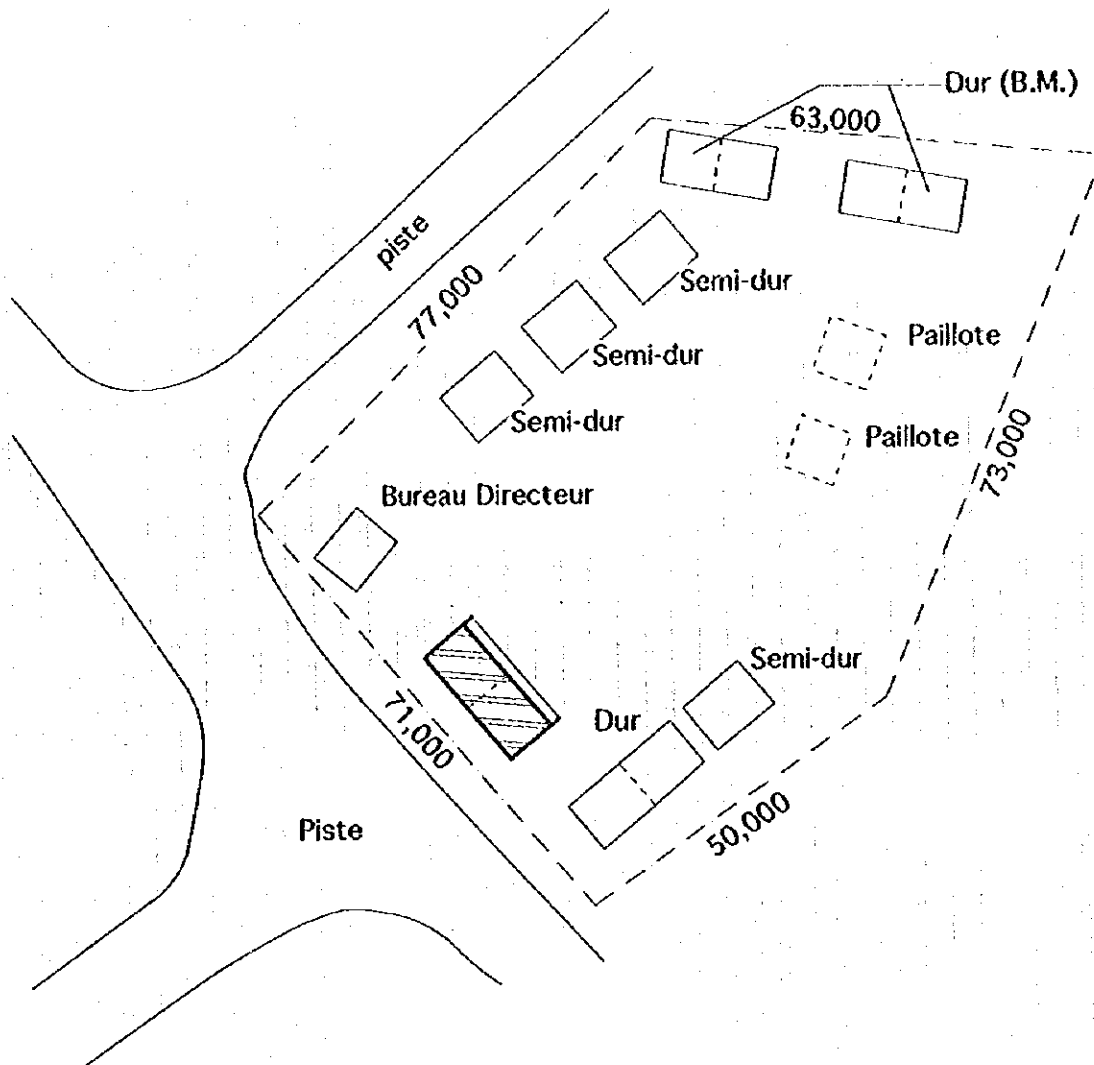 Dur (B.M.)
63,000
piste
77,000
Semi-dur
Semi-dur
Semi-dur
Paillote
Paillote
73,000
Bureau Directeur
Semi-dur
Dur
71,000
50,000
Piste